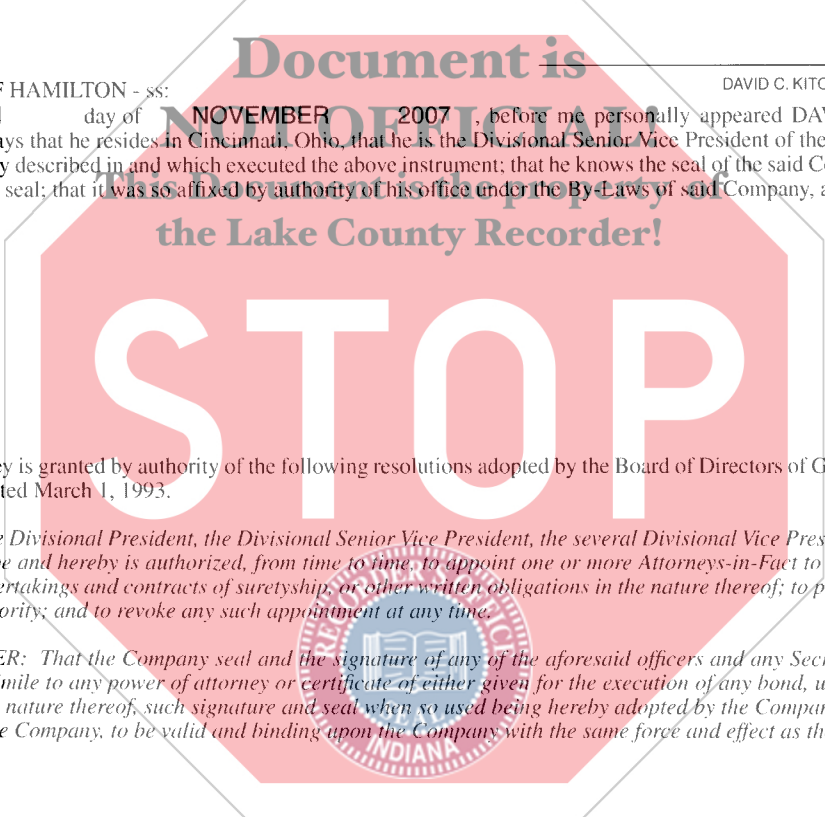 Document is
DAVID C. KITC
F HAMILTON - ss:
day of NOVEMBER 2007 , before me personally appeared DAV
NOT OFFICIAL!
ays that he resides in Cincinnati, Ohio, that he is the Divisional Senior Vice President of the
y described in and which executed the above instrument; that he knows the seal of the said Co
This Document is the property of
seal; that it was so affixed by authority of his office under the By-Laws of said Company, a
the Lake County Recorder!
STOP
ey is granted by authority of the following resolutions adopted by the Board of Directors of G
ted March 1, 1993.
e Divisional President, the Divisional Senior Vice President, the several Divisional Vice Pres
e and hereby is authorized, from time to time, to appoint one or more Attorneys-in-Fact to
ertakings and contracts of suretyship, or other written obligations in the nature thereof; to p
ority; and to revoke any such appointment at any time.
RECORDER'S OFFICE
ER: That the Company seal and the signature of any of the aforesaid officers and any Secr
imile to any power of attorney or certificate of either given for the execution of any bond, u
nature thereof, such signature and seal when so used being hereby adopted by the Compan
SEAL
e Company, to be valid and binding upon the Company with the same force and effect as th
INDIANA